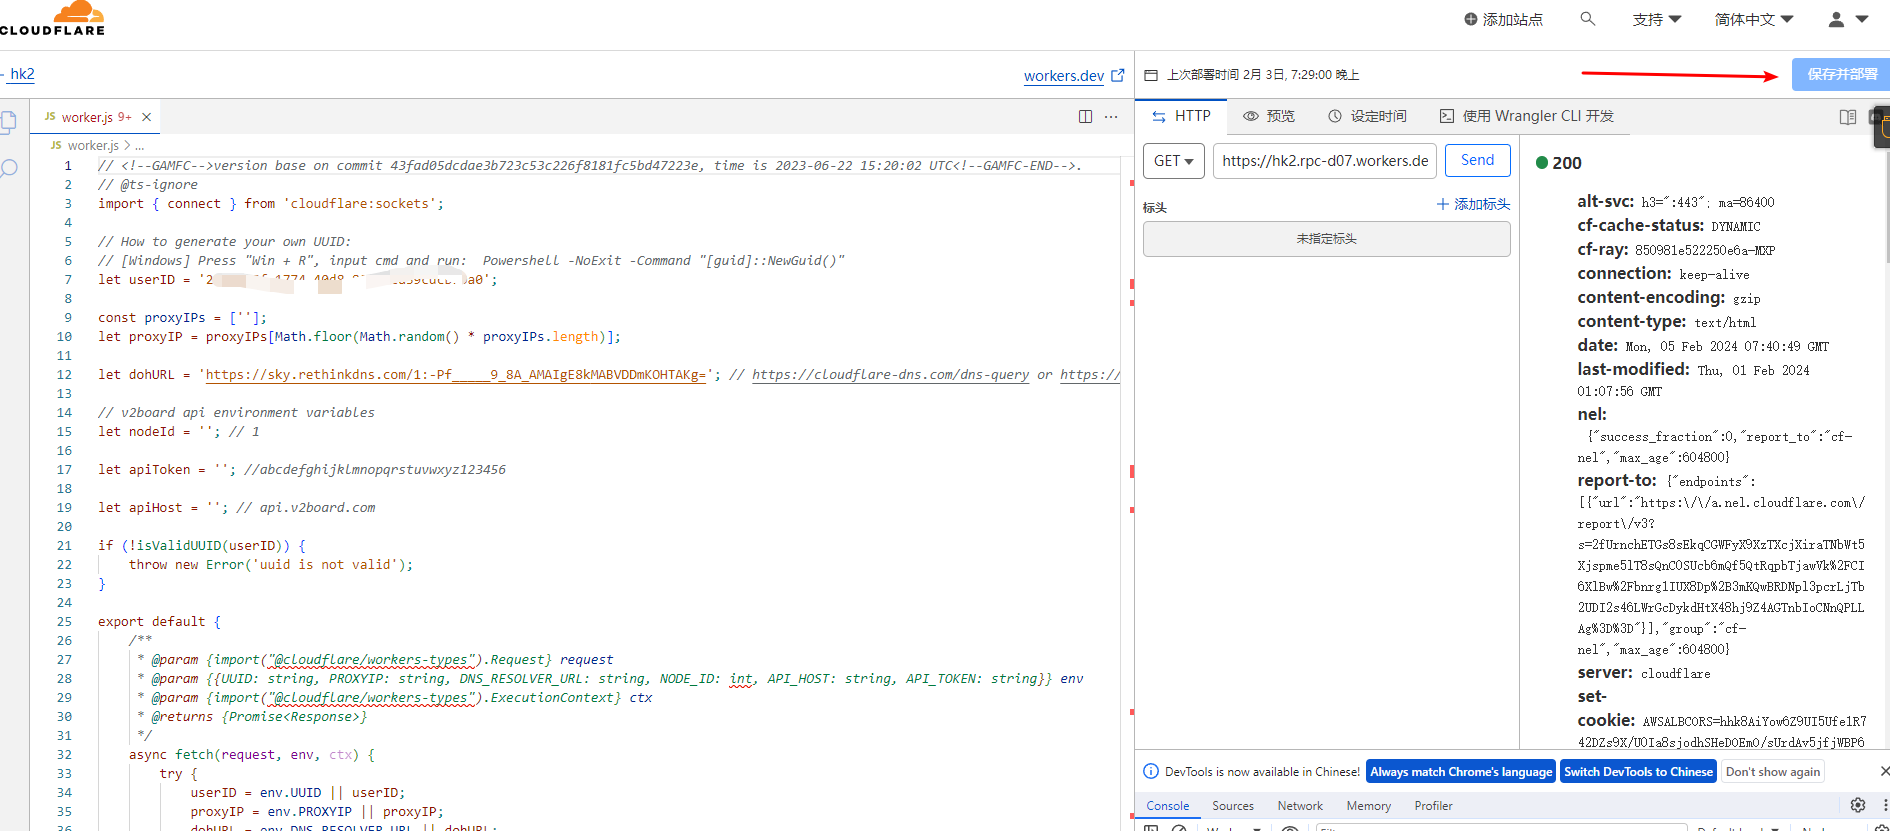 CLOUDFLARE
添加站点
支持
简体中文
hk2
workers.dev
上次部署时间 2月 3日, 7:29:00 晚上
保存并部署
JS worker.js 9+
HTTP
预览
设定时间
使用 Wrangler CLI 开发
JS worker.js > ...
1 // <!--GAMFC-->version base on commit 43fad05dcdae3b723c53c226f8181fc5bd47223e, time is 2023-06-22 15:20:02 UTC<!--GAMFC-END-->.
2 // @ts-ignore
3 import { connect } from 'cloudflare:sockets';
4
5 // How to generate your own UUID:
6 // [Windows] Press "Win + R", input cmd and run:  Powershell -NoExit -Command "[guid]::NewGuid()"
7 let userID = '2
8
9 const proxyIPs = [''];
10 let proxyIP = proxyIPs[Math.floor(Math.random() * proxyIPs.length)];
11
12 let dohURL = 'https://sky.rethinkdns.com/1:-Pf_____9_8A_AMAIgE8kMABVDDmKOHTAKg='; // https://cloudflare-dns.com/dns-query or https://
13
14 // v2board api environment variables
15 let nodeId = ''; // 1
16
17 let apiToken = ''; //abcdefghijklmnopqrstuvwxyz123456
18
19 let apiHost = ''; // api.v2board.com
20
21 if (!isValidUUID(userID)) {
22 throw new Error('uuid is not valid');
23 }
24
25 export default {
26 /**
27 * @param {import("@cloudflare/workers-types").Request} request
28 * @param {{UUID: string, PROXYIP: string, DNS_RESOLVER_URL: string, NODE_ID: int, API_HOST: string, API_TOKEN: string}} env
29 * @param {import("@cloudflare/workers-types").ExecutionContext} ctx
30 * @returns {Promise<Response>}
31 */
32 async fetch(request, env, ctx) {
33 try {
34 userID = env.UUID || userID;
35 proxyIP = env.PROXYIP || proxyIP;
36 dohURL = env.DNS_RESOLVER_URL || dohURL;
GET
https://hk2.rpc-d07.workers.de
Send
标头
添加标头
未指定标头
200
alt-svc: h3=":443"; ma=86400
cf-cache-status: DYNAMIC
cf-ray: 850981e522250e6a-MXP
connection: keep-alive
content-encoding: gzip
content-type: text/html
date: Mon, 05 Feb 2024 07:40:49 GMT
last-modified: Thu, 01 Feb 2024
01:07:56 GMT
nel:
{"success_fraction":0,"report_to":"cf-
nel","max_age":604800}
report-to: {"endpoints":
[{"url":"https:\/\/a.nel.cloudflare.com\/
report\/v3?
s=2fUrnchETGs8sEkqCGWFyX9XzTXcjXiraTNbWt5
Xjspme5lT8sQnCOSUcb6mQf5QtRqpbTjawVk%2FCI
6XlBw%2Fbnrg1IUX8Dp%2B3mKQwBRDNpl3pcrLjTb
2UDI2s46LWrGcDykdHtX48hj9Z4AGTnbIoCNnQPLL
Ag%3D%3D"}],"group":"cf-
nel","max_age":604800}
server: cloudflare
set-
cookie: AWSALBCORS=hhk8AiYow6Z9UI5Ufe1R7
42DZs9X/U0Ia8sjodhSHeDOEmO/sUrdAv5jfjWBP6
DevTools is now available in Chinese!
Always match Chrome's language
Switch DevTools to Chinese
Don't show again
Console
Sources
Network
Memory
Profiler